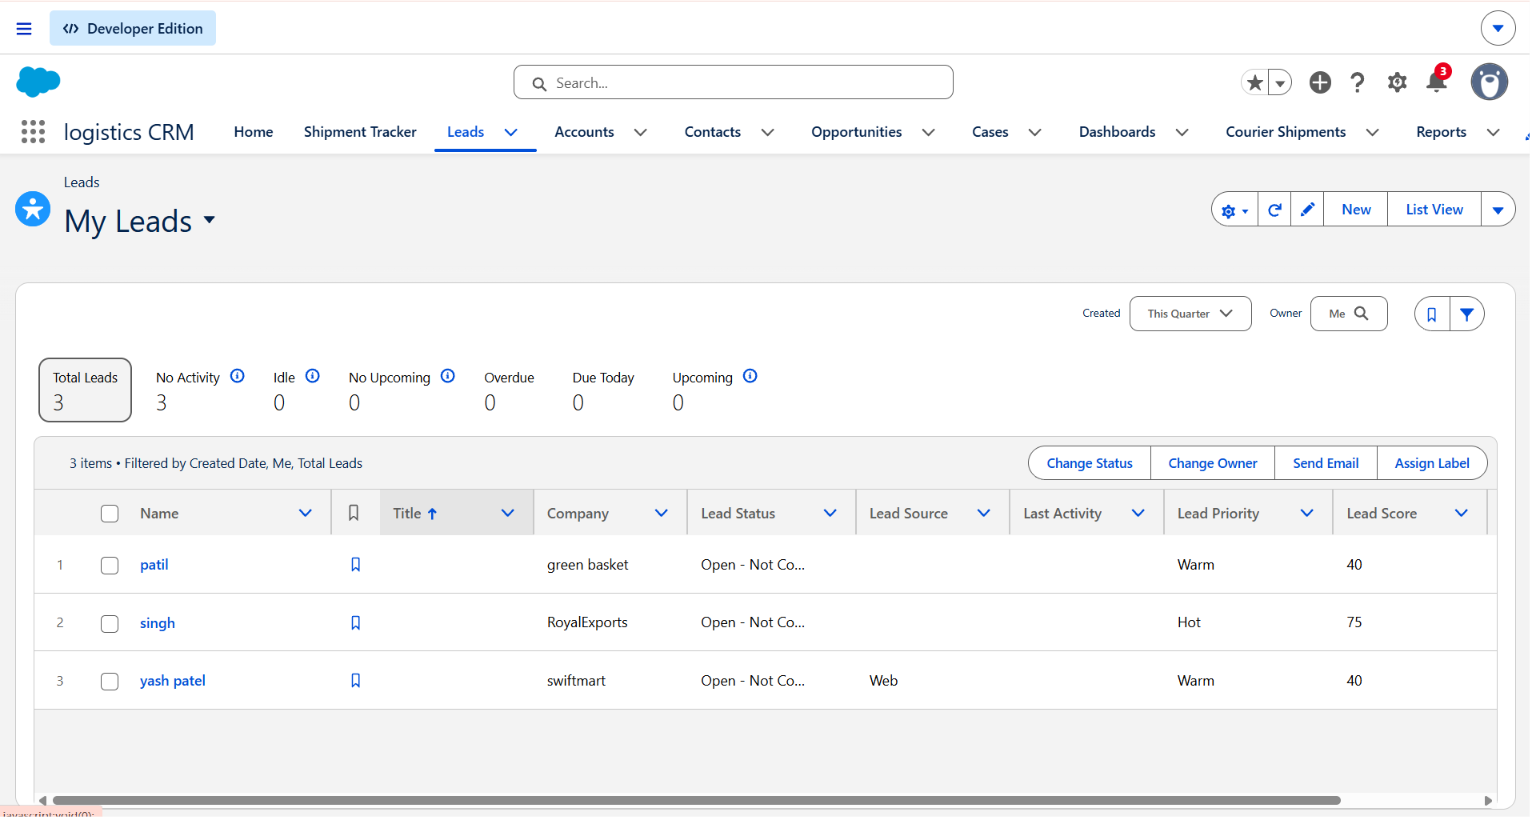 Developer Edition
Search...
3
logistics CRM Home Shipment Tracker Leads Accounts Contacts Opportunities Cases Dashboards Courier Shipments Reports
Leads
My Leads
New List View
Created This Quarter Owner Me
Total Leads No Activity Idle No Upcoming Overdue Due Today Upcoming
3 3 0 0 0 0 0
3 items • Filtered by Created Date, Me, Total Leads Change Status Change Owner Send Email Assign Label
Name Title Company Lead Status Lead Source Last Activity Lead Priority Lead Score
1 patil green basket Open - Not Co... Warm 40
2 singh RoyalExports Open - Not Co... Hot 75
3 yash patel swiftmart Open - Not Co... Web Warm 40
javascript:void(0);